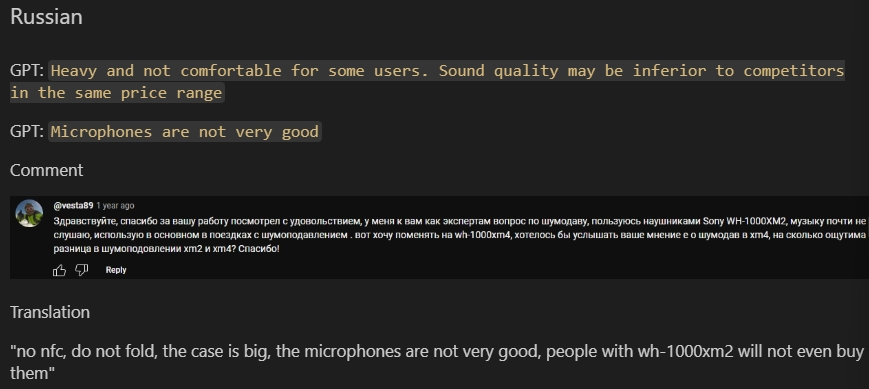 Russian
GPT: Heavy and not comfortable for some users. Sound quality may be inferior to competitors
in the same price range
GPT: Microphones are not very good
Comment
@vesta89 1 year ago
Здравствуйте, спасибо за вашу работу посмотрел с удовольствием, у меня к вам как экспертам вопрос по шумодаву, пользуюсь наушниками Sony WH-1000XM2, музыку почти не
слушаю, использую в основном в поездках с шумоподавлением . вот хочу поменять на wh-1000xm4, хотелось бы услышать ваше мнение е о шумодав в xm4, на сколько ощутима
разница в шумоподовлении xm2 и xm4? Спасибо!
Reply
Translation
"no nfc, do not fold, the case is big, the microphones are not very good, people with wh-1000xm2 will not even buy
them"